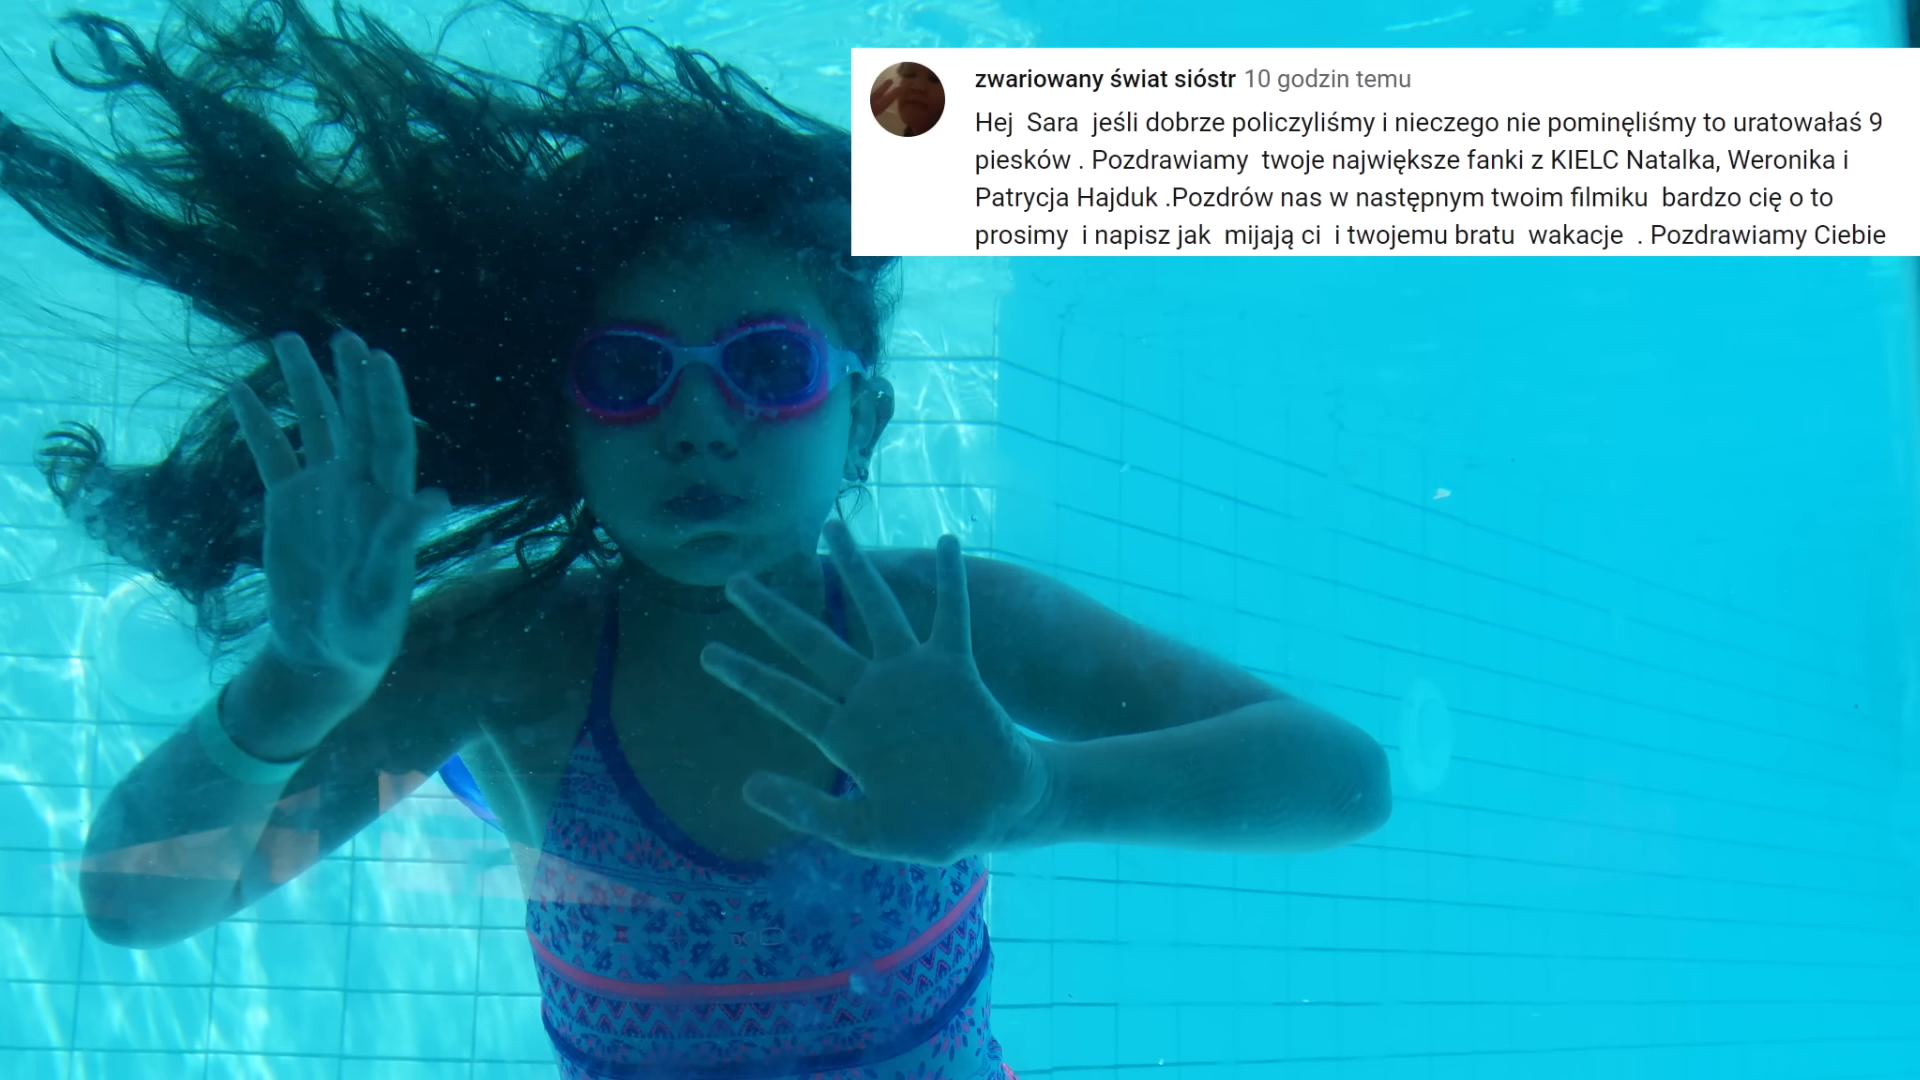 zwariowany świat sióstr 10 godzin temu
Hej Sara jeśli dobrze policzyliśmy i nieczego nie pominęliśmy to uratowałaś 9
piesków . Pozdrawiamy twoje największe fanki z KIELC Natalka, Weronika i
Patrycja Hajduk .Pozdrów nas w następnym twoim filmiku bardzo cię o to
prosimy i napisz jak mijają ci i twojemu bratu wakacje . Pozdrawiamy Ciebie